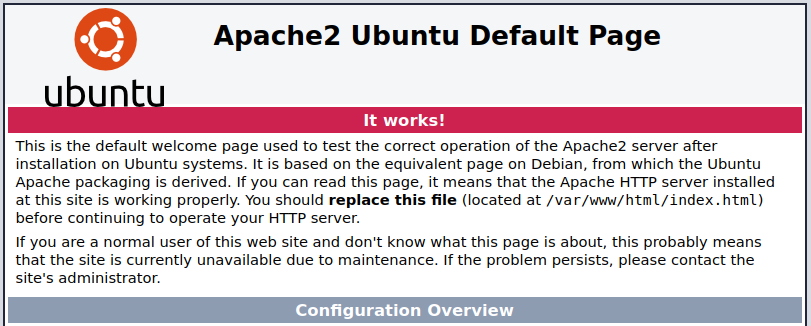 Apache2 Ubuntu Default Page
ubuntu
It works!
This is the default welcome page used to test the correct operation of the Apache2 server after
installation on Ubuntu systems. It is based on the equivalent page on Debian, from which the Ubuntu
Apache packaging is derived. If you can read this page, it means that the Apache HTTP server installed
at this site is working properly. You should replace this file (located at /var/www/html/index.html)
before continuing to operate your HTTP server.
If you are a normal user of this web site and don't know what this page is about, this probably means
that the site is currently unavailable due to maintenance. If the problem persists, please contact the
site's administrator.
Configuration Overview